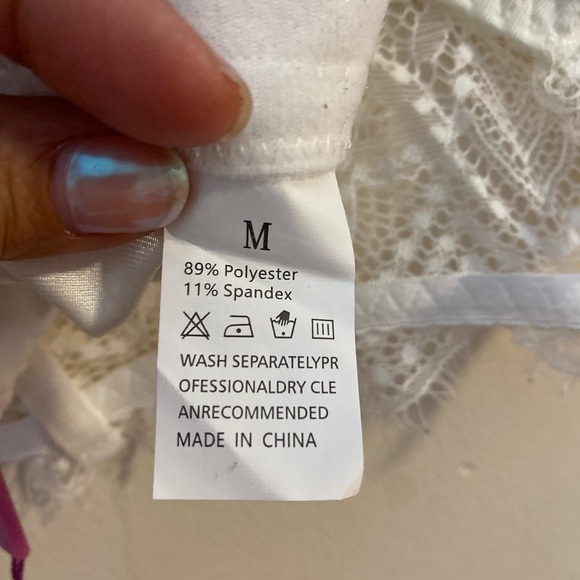 M
89% Polyester
11% Spandex
WASH SEPARATELYPR
OFESSIONALDRY CLE
ANRECOMMENDED
MADE IN CHINA